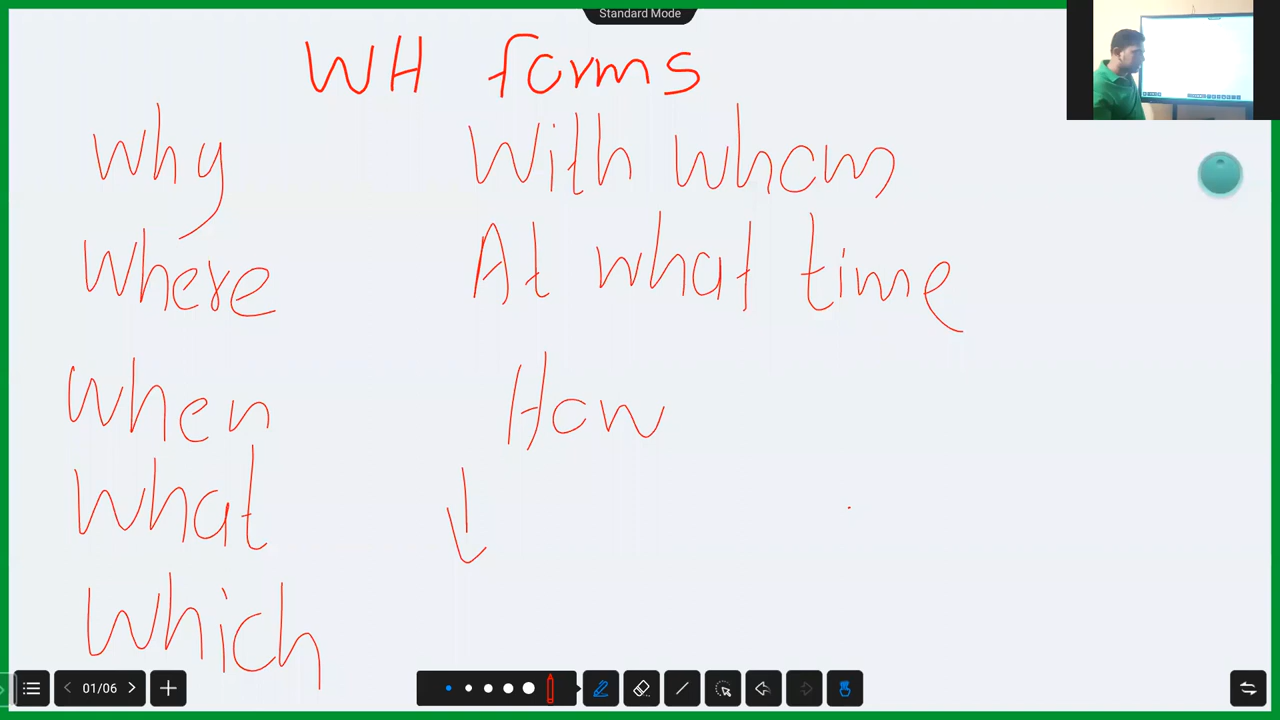 Standard Mode
WH forms
Why
Where
When
What
Which
With whom
At what time
How
01/06